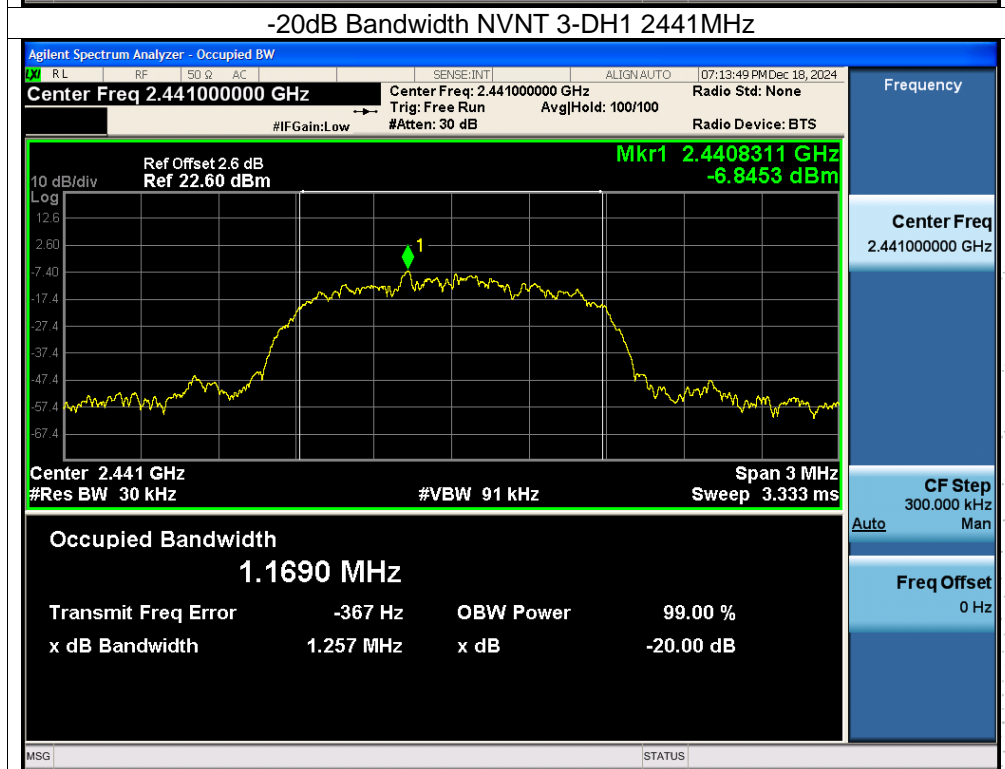 -20dB Bandwidth NVNT 3-DH1 2441MHz
Agilent Spectrum Analyzer - Occupied BW
LXI RL RF 50 Ω AC SENSE:INT ALIGN AUTO 07:13:49 PM Dec 18, 2024
Center Freq 2.441000000 GHz
Center Freq: 2.441000000 GHz Radio Std: None
Trig: Free Run Avg|Hold: 100/100
#IFGain:Low #Atten: 30 dB Radio Device: BTS
Frequency
Mkr1 2.4408311 GHz
-6.8453 dBm
Ref Offset 2.6 dB
10 dB/div Ref 22.60 dBm
Log
12.6
2.60
-7.40
-17.4
-27.4
-37.4
-47.4
-57.4
-67.4
1
Center 2.441 GHz Span 3 MHz
#Res BW 30 kHz #VBW 91 kHz Sweep 3.333 ms
Center Freq
2.441000000 GHz
CF Step
300.000 kHz
Auto Man
Freq Offset
0 Hz
Occupied Bandwidth
1.1690 MHz
Transmit Freq Error -367 Hz OBW Power 99.00 %
x dB Bandwidth 1.257 MHz x dB -20.00 dB
MSG STATUS